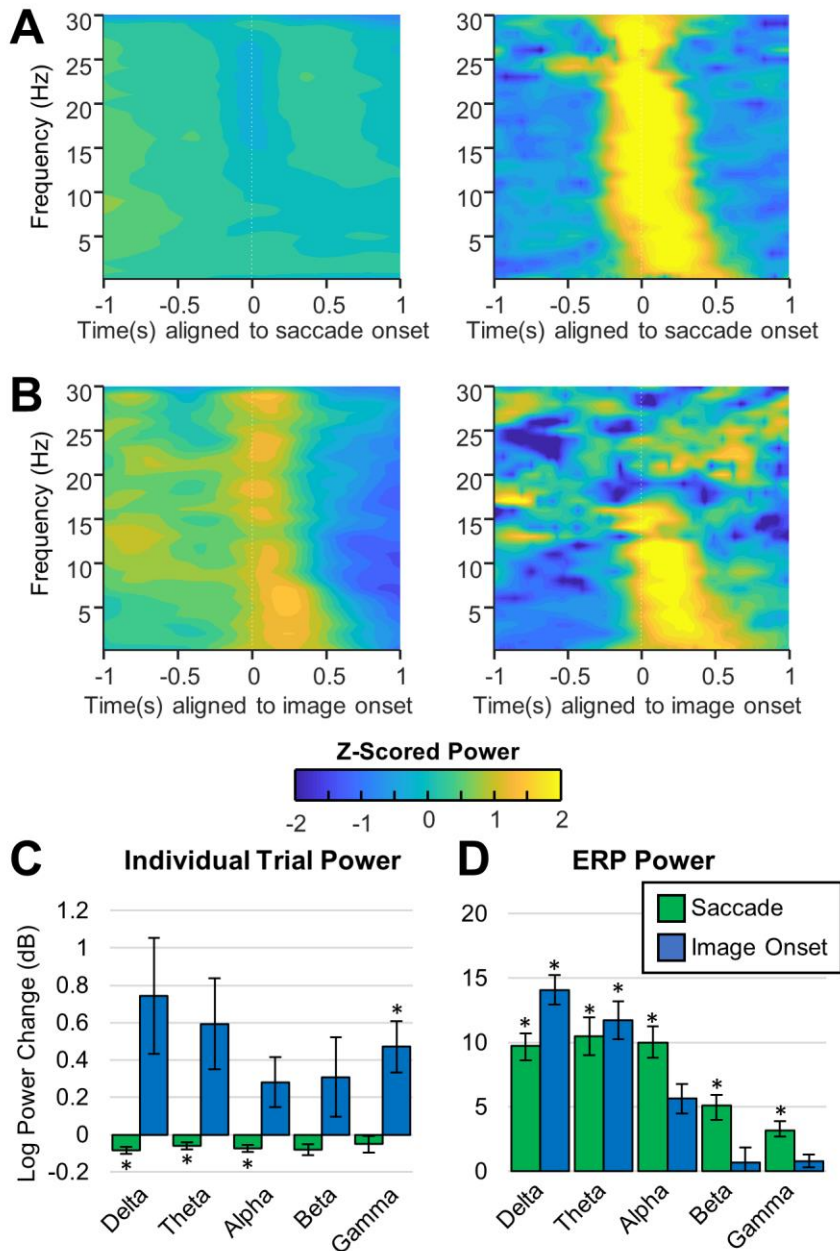 A
30
25
20
15
10
5
Frequency (Hz)
-1 -0.5 0 0.5 1
Time(s) aligned to saccade onset
-1 -0.5 0 0.5 1
Time(s) aligned to saccade onset
30
25
20
15
10
5
B
30
25
20
15
10
5
Frequency (Hz)
-1 -0.5 0 0.5 1
Time(s) aligned to image onset
30
25
20
15
10
5
-1 -0.5 0 0.5 1
Time(s) aligned to image onset
Z-Scored Power
-2 -1 0 1 2
C Individual Trial Power
1.2
1
0.8
0.6
0.4
0.2
0
-0.2
Log Power Change (dB)
* * * *
Delta Theta Alpha Beta Gamma
D ERP Power
Saccade
Image Onset
20
15
10
5
0
* * * * * * *
Delta Theta Alpha Beta Gamma